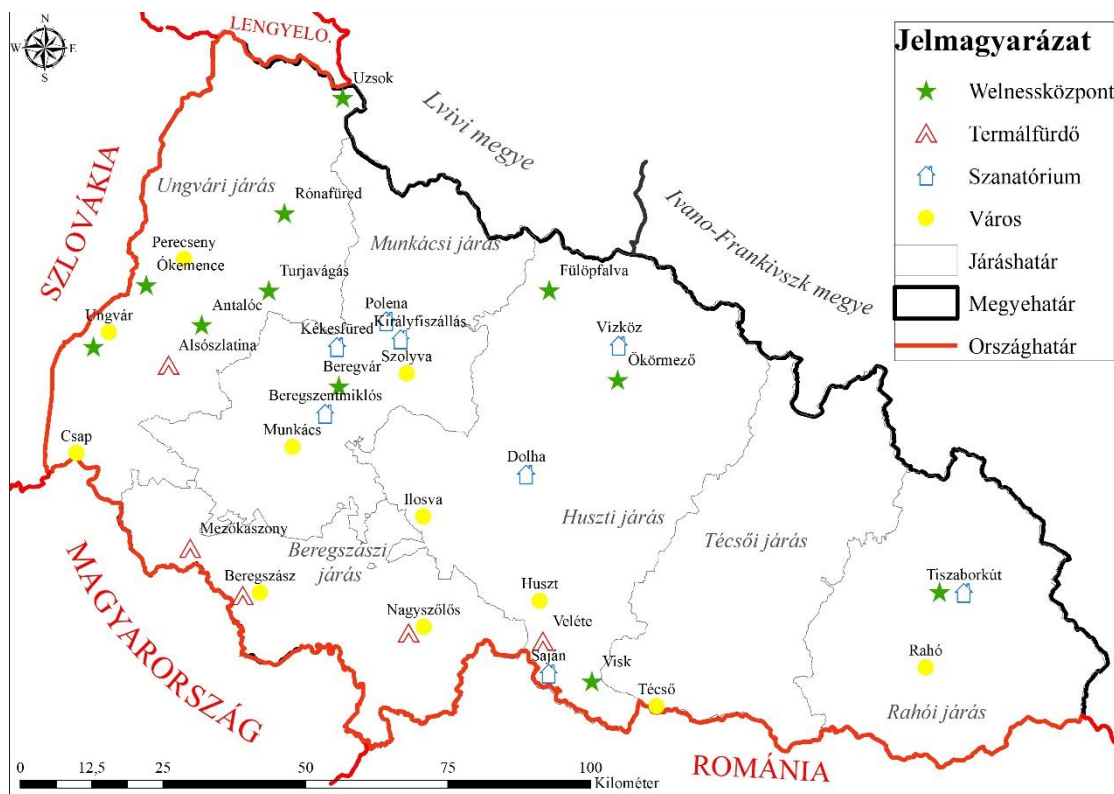 N
W
E
S
LENGYELO.
Uzsok
Lvivi megye
Jelmagyarázat
Welnessközpont
Termálfürdő
Szanatórium
Város
Járáshatár
Megyehatár
Országhatár
SZLOVÁKIA
Ungvári járás
Rónafüred
Munkácsi járás
Ivano-Frankivszk megye
Perecseny
Ókemence
Turjavágás
Fülöpfalva
Antalóc
Polena
Ungvár
Királyfiszállás
Kékesfüred
Vízköz
Alsószlatina
Szolyva
Beregvár
Ökörmező
Beregszentmiklós
Munkács
Csap
Dolha
Ilosva
Huszti járás
Mezőkaszony
Beregszászi
járás
Técsői járás
Beregszász
Huszt
Tiszaborkút
Nagyszőlős
Veléte
Saján
Visk
Rahó
Técső
Rahói járás
MAGYARORSZÁG
ROMÁNIA
0 12,5 25 50 75 100
Kilométer